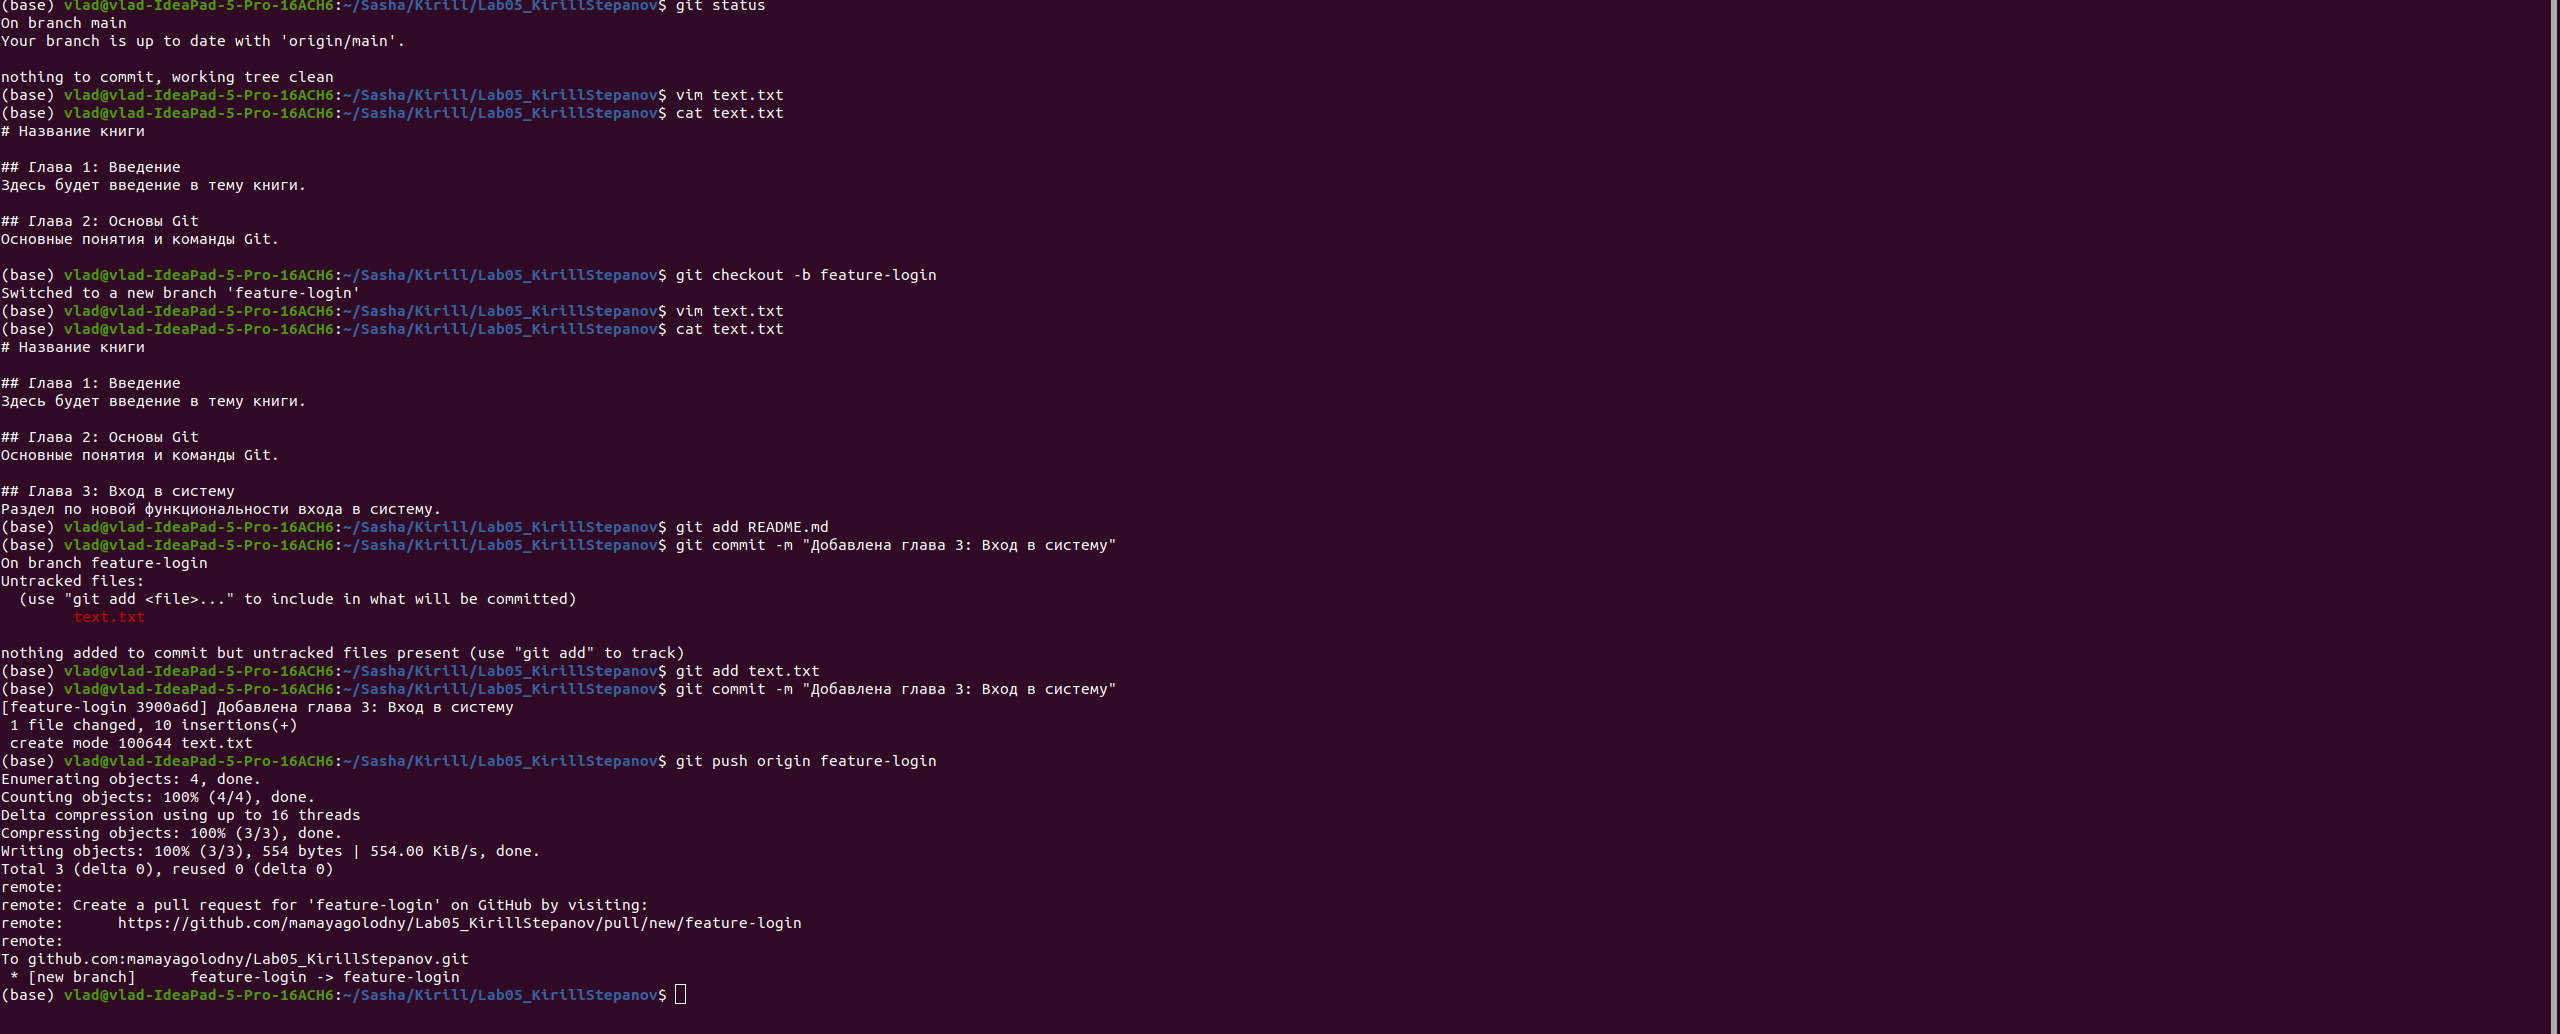 (base) vlad@vlad-IdeaPad-5-Pro-16ACH6:~/Sasha/Kirill/Lab05_KirillStepanov$ git status
On branch main
Your branch is up to date with 'origin/main'.
nothing to commit, working tree clean
(base) vlad@vlad-IdeaPad-5-Pro-16ACH6:~/Sasha/Kirill/Lab05_KirillStepanov$ vim text.txt
(base) vlad@vlad-IdeaPad-5-Pro-16ACH6:~/Sasha/Kirill/Lab05_KirillStepanov$ cat text.txt
# Название книги
## Глава 1: Введение
Здесь будет введение в тему книги.
## Глава 2: Основы Git
Основные понятия и команды Git.
(base) vlad@vlad-IdeaPad-5-Pro-16ACH6:~/Sasha/Kirill/Lab05_KirillStepanov$ git checkout -b feature-login
Switched to a new branch 'feature-login'
(base) vlad@vlad-IdeaPad-5-Pro-16ACH6:~/Sasha/Kirill/Lab05_KirillStepanov$ vim text.txt
(base) vlad@vlad-IdeaPad-5-Pro-16ACH6:~/Sasha/Kirill/Lab05_KirillStepanov$ cat text.txt
# Название книги
## Глава 1: Введение
Здесь будет введение в тему книги.
## Глава 2: Основы Git
Основные понятия и команды Git.
## Глава 3: Вход в систему
Раздел по новой функциональности входа в систему.
(base) vlad@vlad-IdeaPad-5-Pro-16ACH6:~/Sasha/Kirill/Lab05_KirillStepanov$ git add README.md
(base) vlad@vlad-IdeaPad-5-Pro-16ACH6:~/Sasha/Kirill/Lab05_KirillStepanov$ git commit -m "Добавлена глава 3: Вход в систему"
On branch feature-login
Untracked files:
  (use "git add <file>..." to include in what will be committed)
        text.txt
nothing added to commit but untracked files present (use "git add" to track)
(base) vlad@vlad-IdeaPad-5-Pro-16ACH6:~/Sasha/Kirill/Lab05_KirillStepanov$ git add text.txt
(base) vlad@vlad-IdeaPad-5-Pro-16ACH6:~/Sasha/Kirill/Lab05_KirillStepanov$ git commit -m "Добавлена глава 3: Вход в систему"
[feature-login 3900a6d] Добавлена глава 3: Вход в систему
 1 file changed, 10 insertions(+)
 create mode 100644 text.txt
(base) vlad@vlad-IdeaPad-5-Pro-16ACH6:~/Sasha/Kirill/Lab05_KirillStepanov$ git push origin feature-login
Enumerating objects: 4, done.
Counting objects: 100% (4/4), done.
Delta compression using up to 16 threads
Compressing objects: 100% (3/3), done.
Writing objects: 100% (3/3), 554 bytes | 554.00 KiB/s, done.
Total 3 (delta 0), reused 0 (delta 0)
remote:
remote: Create a pull request for 'feature-login' on GitHub by visiting:
remote:      https://github.com/mamayagolodny/Lab05_KirillStepanov/pull/new/feature-login
remote:
To github.com:mamayagolodny/Lab05_KirillStepanov.git
 * [new branch]      feature-login -> feature-login
(base) vlad@vlad-IdeaPad-5-Pro-16ACH6:~/Sasha/Kirill/Lab05_KirillStepanov$